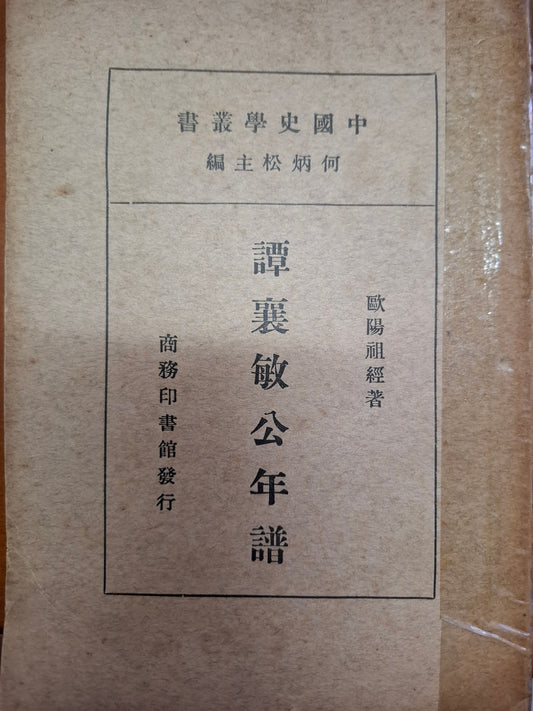 中國史學叢書
何炳松主編
歐陽祖經著
譚襄敏公年譜
商務印書館發行